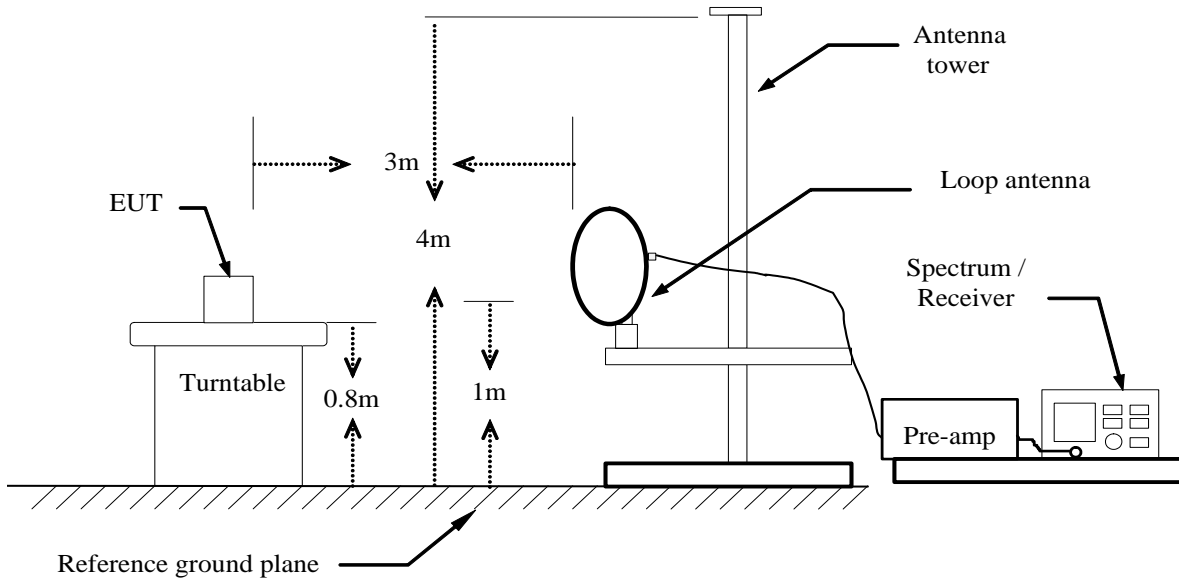 Antenna
tower
3m
Loop antenna
EUT
4m
Spectrum /
Receiver
Turntable
0.8m
1m
Pre-amp
Reference ground plane